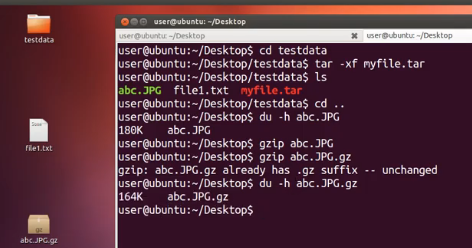 testdata
file1.txt
abc.JPG.gz
user@ubuntu: ~/Desktop
user@ubuntu: ~/Desktop
user@ubuntu: ~/Desktop
user@ubuntu:~/Desktop$ cd testdata
user@ubuntu:~/Desktop/testdata$ tar -xf myfile.tar
user@ubuntu:~/Desktop/testdata$ ls
abc.JPG file1.txt myfile.tar
user@ubuntu:~/Desktop/testdata$ cd ..
user@ubuntu:~/Desktop$ du -h abc.JPG
180K abc.JPG
user@ubuntu:~/Desktop$ gzip abc.JPG
user@ubuntu:~/Desktop$ gzip abc.JPG.gz
gzip: abc.JPG.gz already has .gz suffix -- unchanged
user@ubuntu:~/Desktop$ du -h abc.JPG.gz
164K abc.JPG.gz
user@ubuntu:~/Desktop$